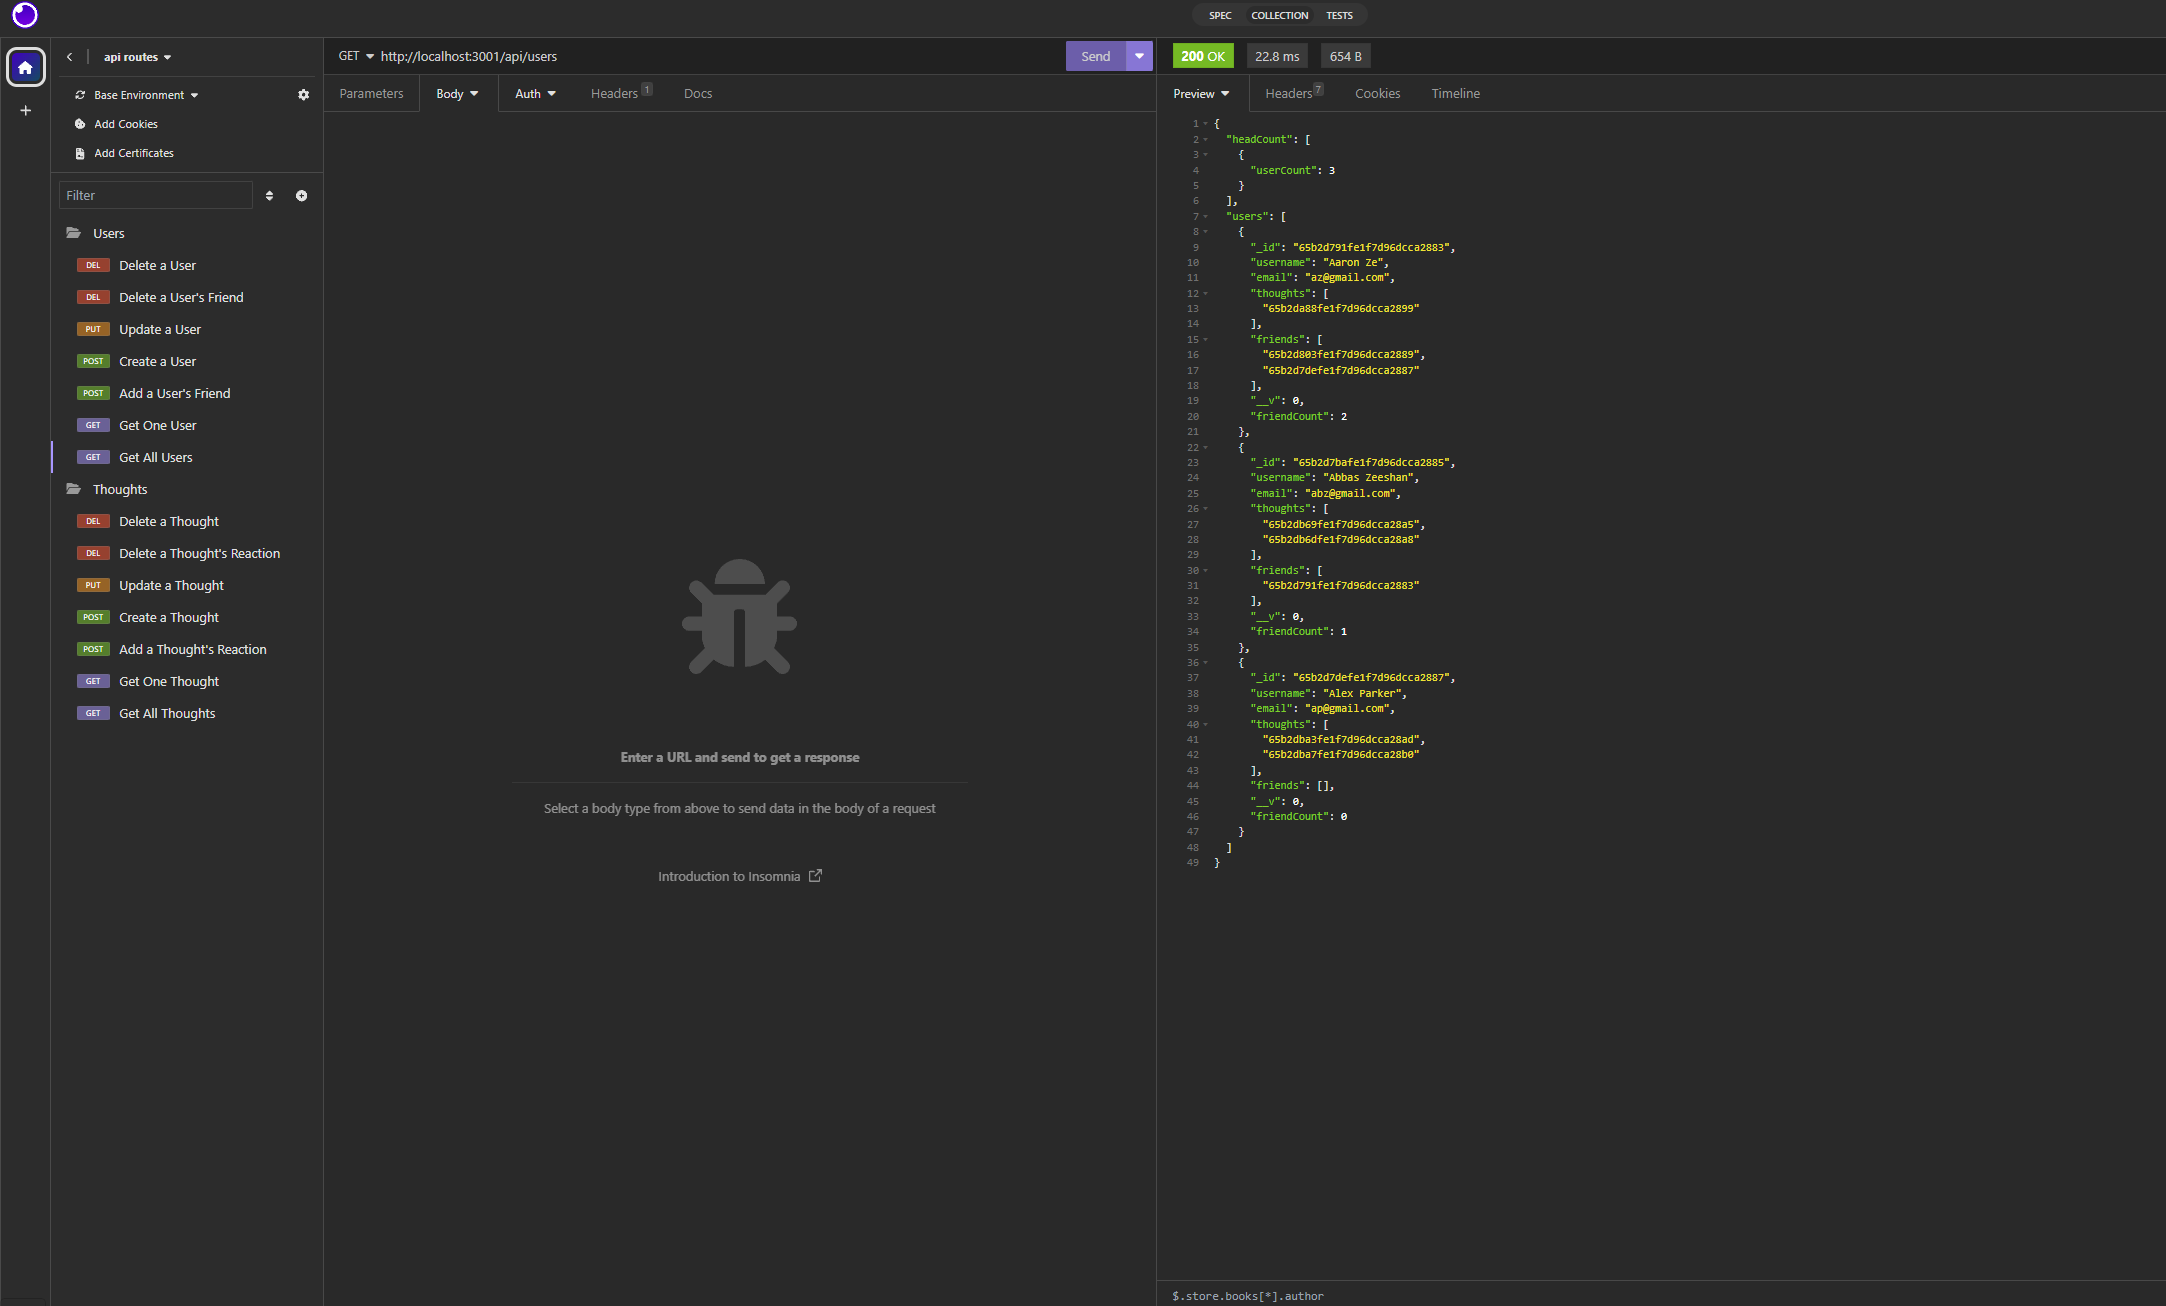 SPEC COLLECTION TESTS
api routes
Base Environment
Add Cookies
Add Certificates
Filter
Users
DEL Delete a User
DEL Delete a User's Friend
PUT Update a User
POST Create a User
POST Add a User's Friend
GET Get One User
GET Get All Users
Thoughts
DEL Delete a Thought
DEL Delete a Thought's Reaction
PUT Update a Thought
POST Create a Thought
POST Add a Thought's Reaction
GET Get One Thought
GET Get All Thoughts
GET http://localhost:3001/api/users Send
Parameters Body Auth Headers 1 Docs
Enter a URL and send to get a response
Select a body type from above to send data in the body of a request
Introduction to Insomnia
200 OK 22.8 ms 654 B
Preview Headers 7 Cookies Timeline
1 {
2 "headCount": [
3 {
4 "userCount": 3
5 }
6 ],
7 "users": [
8 {
9 "_id": "65b2d791fe1f7d96dcca2883",
10 "username": "Aaron Ze",
11 "email": "az@gmail.com",
12 "thoughts": [
13 "65b2da88fe1f7d96dcca2899"
14 ],
15 "friends": [
16 "65b2d803fe1f7d96dcca2889",
17 "65b2d7defe1f7d96dcca2887"
18 ],
19 "__v": 0,
20 "friendCount": 2
21 },
22 {
23 "_id": "65b2d7bafe1f7d96dcca2885",
24 "username": "Abbas Zeeshan",
25 "email": "abz@gmail.com",
26 "thoughts": [
27 "65b2db69fe1f7d96dcca28a5",
28 "65b2db6dfe1f7d96dcca28a8"
29 ],
30 "friends": [
31 "65b2d791fe1f7d96dcca2883"
32 ],
33 "__v": 0,
34 "friendCount": 1
35 },
36 {
37 "_id": "65b2d7defe1f7d96dcca2887",
38 "username": "Alex Parker",
39 "email": "ap@gmail.com",
40 "thoughts": [
41 "65b2dba3fe1f7d96dcca28ad",
42 "65b2dba7fe1f7d96dcca28b0"
43 ],
44 "friends": [],
45 "__v": 0,
46 "friendCount": 0
47 }
48 ]
49 }
$.store.books[*].author